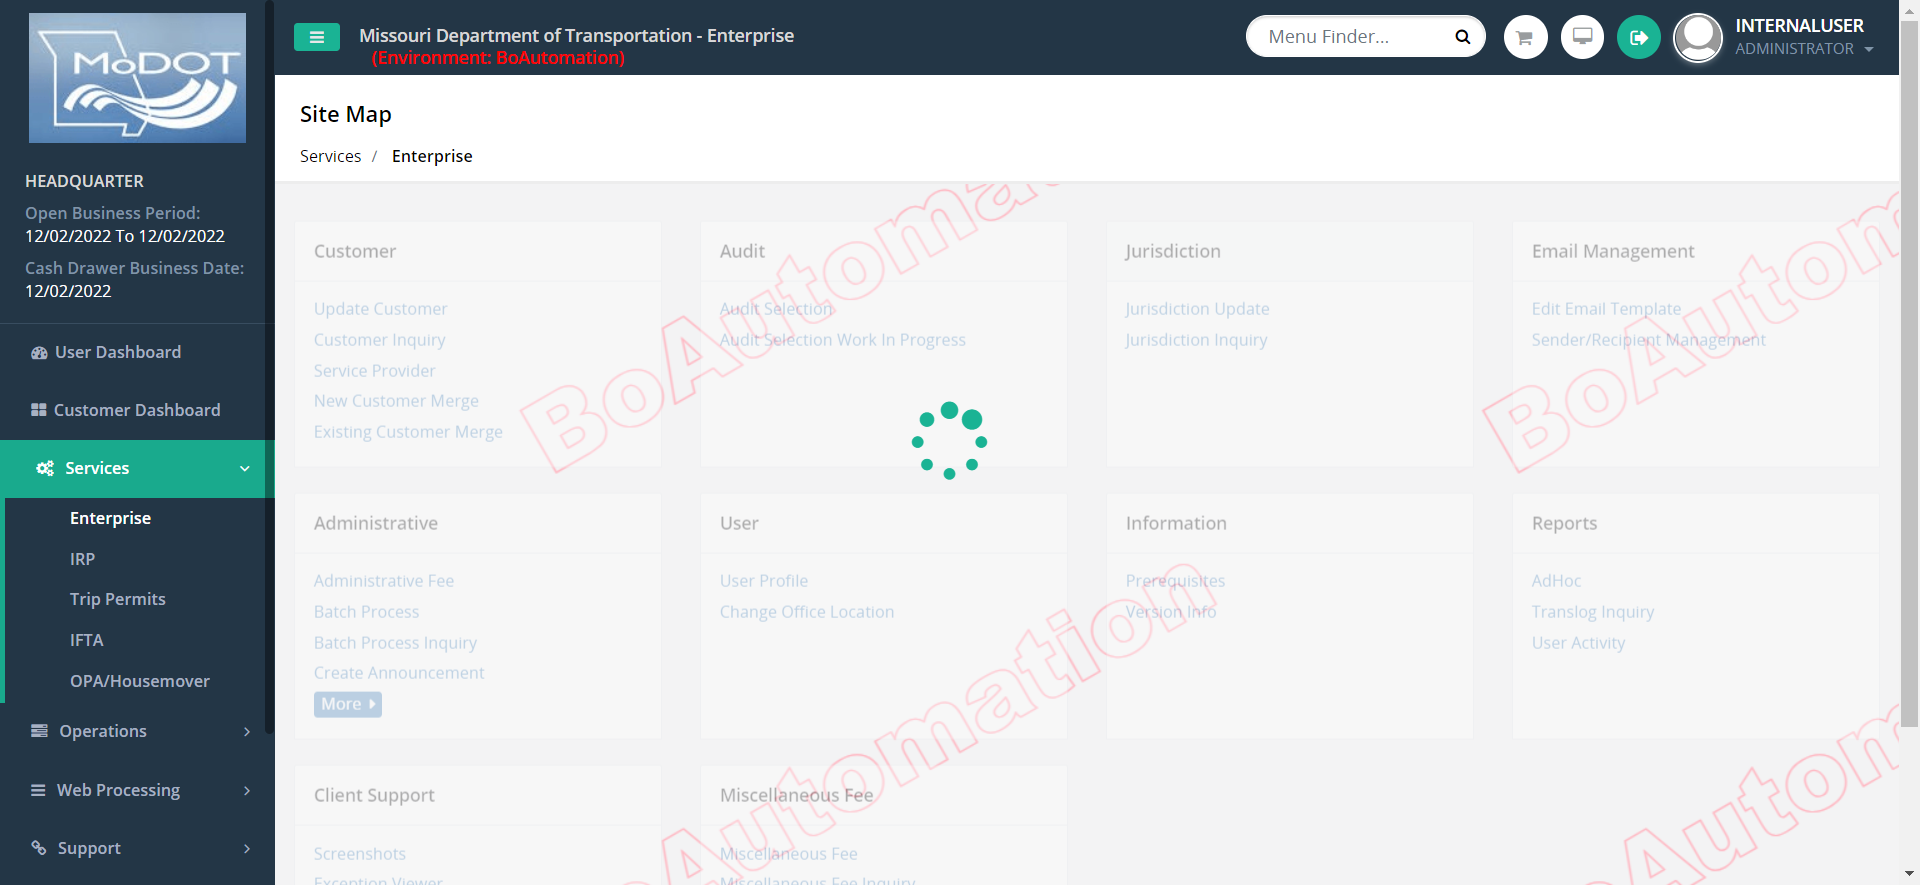 MoDOT
HEADQUARTER
Open Business Period:
12/02/2022 To 12/02/2022
Cash Drawer Business Date:
12/02/2022
User Dashboard
Customer Dashboard
Services
Enterprise
IRP
Trip Permits
IFTA
OPA/Housemover
Operations
Web Processing
Support
Missouri Department of Transportation - Enterprise
(Environment: BoAutomation)
Menu Finder...
INTERNALUSER
ADMINISTRATOR
Site Map
Services / Enterprise
Customer
Update Customer
Customer Inquiry
Service Provider
New Customer Merge
Existing Customer Merge
Audit
Audit Selection
Audit Selection Work In Progress
Jurisdiction
Jurisdiction Update
Jurisdiction Inquiry
Email Management
Edit Email Template
Sender/Recipient Management
Administrative
Administrative Fee
Batch Process
Batch Process Inquiry
Create Announcement
More
User
User Profile
Change Office Location
Information
Prerequisites
Version Info
Reports
AdHoc
Translog Inquiry
User Activity
Client Support
Screenshots
Exception Viewer
Miscellaneous Fee
Miscellaneous Fee
Miscellaneous Fee Inquiry
BoAutoma
BoAutom
Automation
Autom